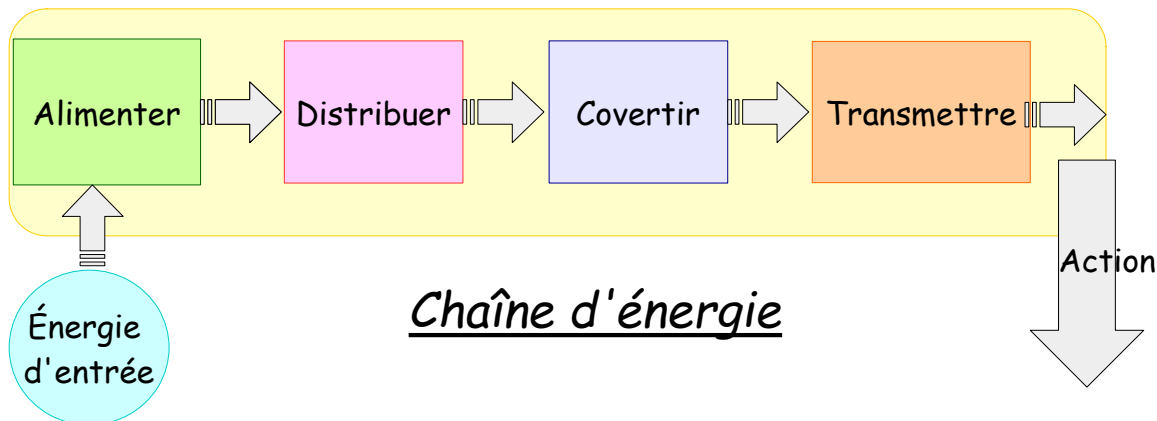 Alimenter
Distribuer
Covertir
Transmettre
Action
Chaîne d'énergie
Énergie
d'entrée